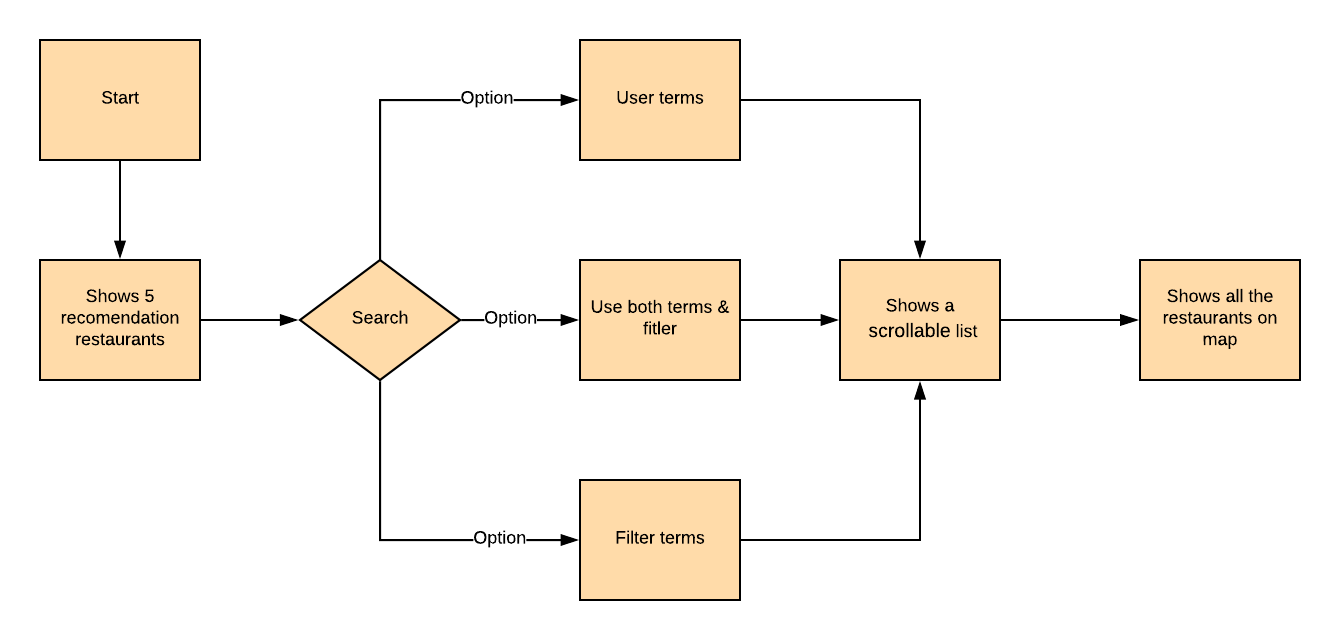 Start
Option
User terms
Shows 5
recomendation
restaurants
Search
Option
Use both terms &
fitler
Shows a
scrollable list
Shows all the
restaurants on
map
Option
Filter terms